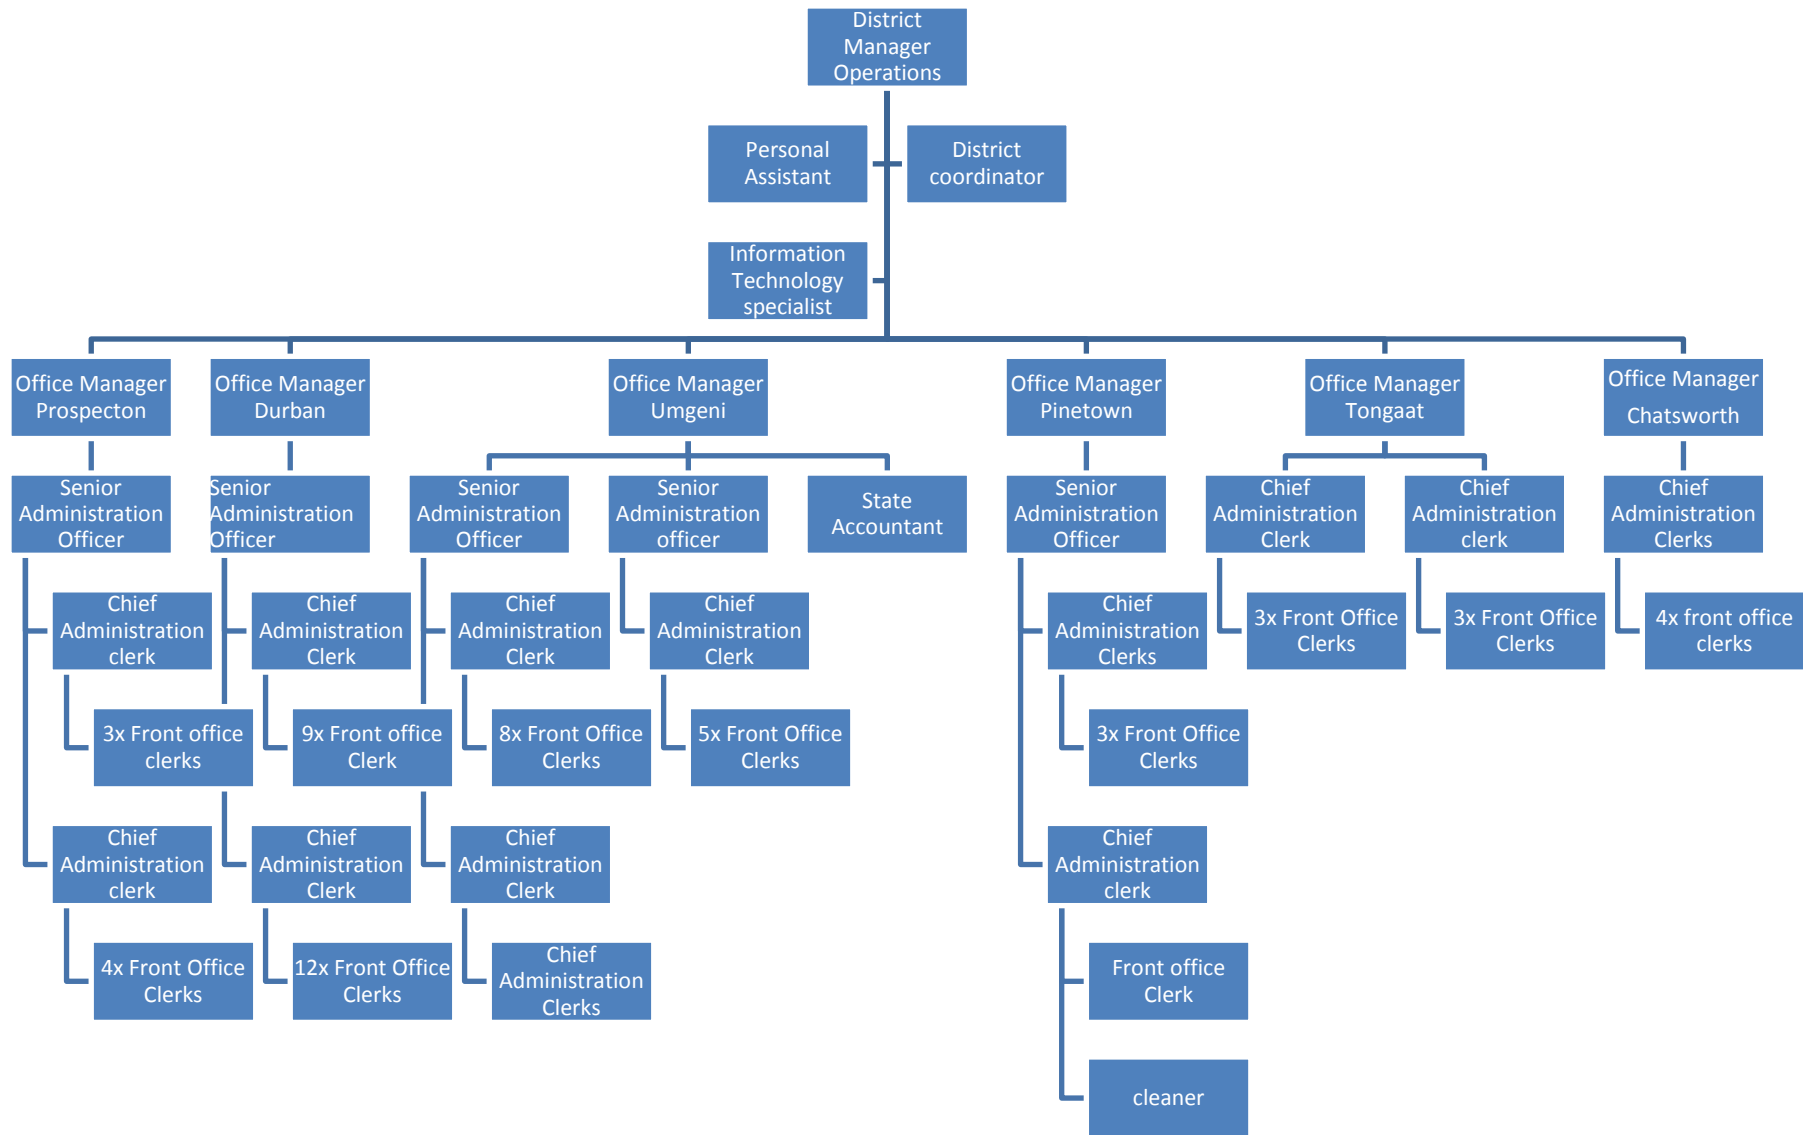 District
Manager
Operations
Personal
Assistant
District
coordinator
Information
Technology
specialist
Office Manager
Prospecton
Office Manager
Durban
Office Manager
Umgeni
Office Manager
Pinetown
Office Manager
Tongaat
Office Manager
Chatsworth
Senior
Administration
Officer
Senior
Administration
Officer
Senior
Administration
Officer
Senior
Administration
officer
State
Accountant
Senior
Administration
Officer
Chief
Administration
Clerk
Chief
Administration
clerk
Chief
Administration
Clerks
Chief
Administration
clerk
Chief
Administration
Clerk
Chief
Administration
Clerk
Chief
Administration
Clerk
Chief
Administration
Clerks
3x Front Office
Clerks
3x Front Office
Clerks
4x front office
clerks
3x Front office
clerks
9x Front office
Clerk
8x Front Office
Clerks
5x Front Office
Clerks
3x Front Office
Clerks
Chief
Administration
clerk
Chief
Administration
Clerk
Chief
Administration
Clerk
Chief
Administration
clerk
4x Front Office
Clerks
12x Front Office
Clerks
Chief
Administration
Clerks
Front office
Clerk
cleaner